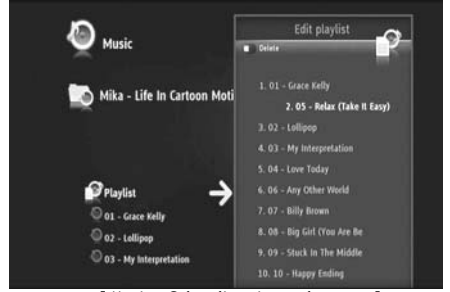 Music
Mika - Life In Cartoon Moti
Playlist
01 - Grace Kelly
02 - Lollipop
03 - My Interpretation
Edit playlist
Delete
1. 01 - Grace Kelly
2. 05 - Relax (Take It Easy)
3. 02 - Lollipop
4. 03 - My Interpretation
5. 04 - Love Today
6. 06 - Any Other World
7. 07 - Billy Brown
8. 08 - Big Girl (You Are Be
9. 09 - Stuck In The Middle
10. 10 - Happy Ending